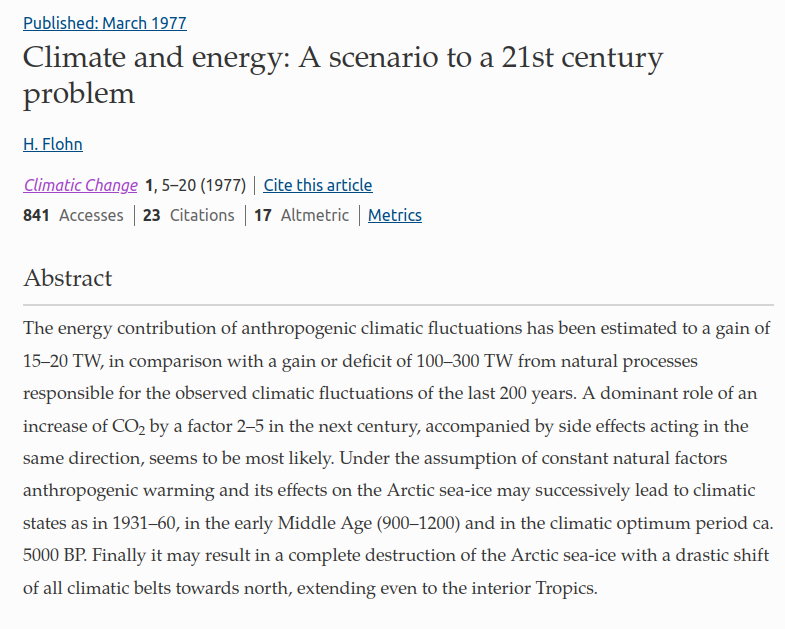 Published: March 1977
Climate and energy: A scenario to a 21st century
problem
H. Flohn
Climatic Change 1, 5–20 (1977) | Cite this article
841 Accesses | 23 Citations | 17 Altmetric | Metrics
Abstract
The energy contribution of anthropogenic climatic fluctuations has been estimated to a gain of
15–20 TW, in comparison with a gain or deficit of 100–300 TW from natural processes
responsible for the observed climatic fluctuations of the last 200 years. A dominant role of an
increase of CO₂ by a factor 2–5 in the next century, accompanied by side effects acting in the
same direction, seems to be most likely. Under the assumption of constant natural factors
anthropogenic warming and its effects on the Arctic sea-ice may successively lead to climatic
states as in 1931–60, in the early Middle Age (900–1200) and in the climatic optimum period ca.
5000 BP. Finally it may result in a complete destruction of the Arctic sea-ice with a drastic shift
of all climatic belts towards north, extending even to the interior Tropics.